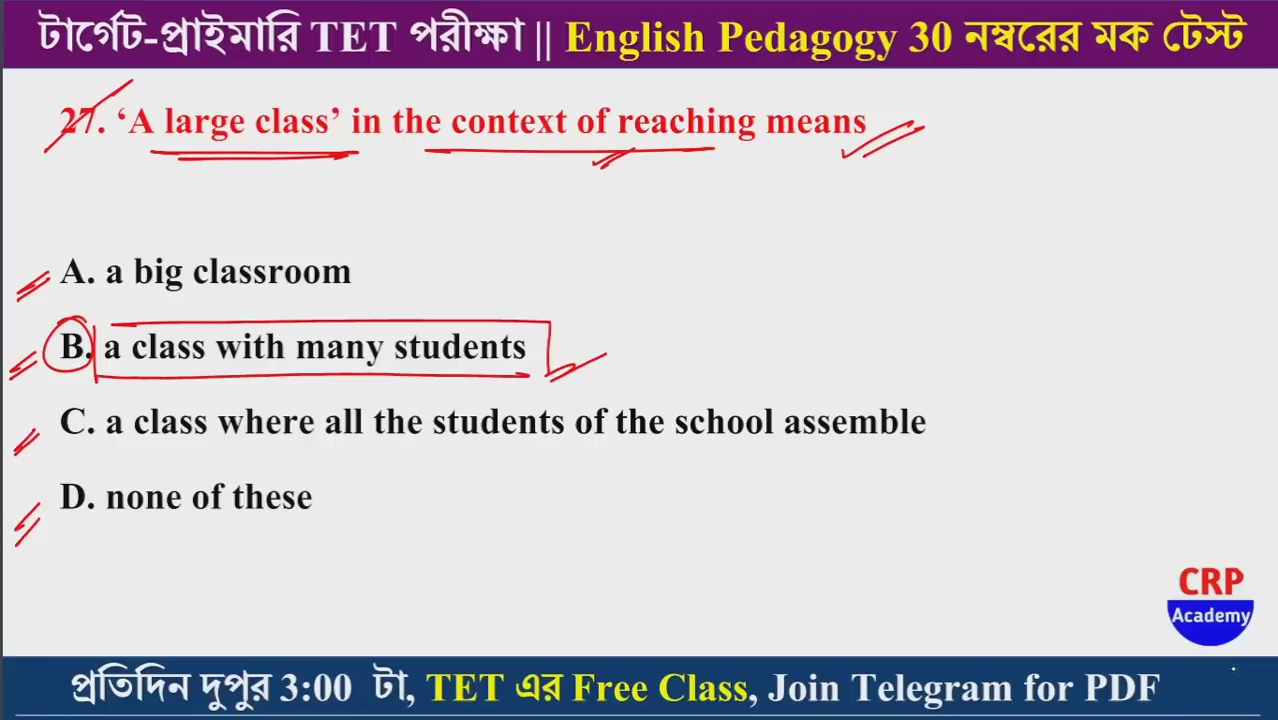 টার্গেট-প্রাইমারি TET পরীক্ষা || English Pedagogy 30 নম্বরের মক টেস্ট
27. ‘A large class’ in the context of reaching means
A. a big classroom
B. a class with many students
C. a class where all the students of the school assemble
D. none of these
CRP
Academy
প্রতিদিন দুপুর 3:00 টা, TET এর Free Class, Join Telegram for PDF